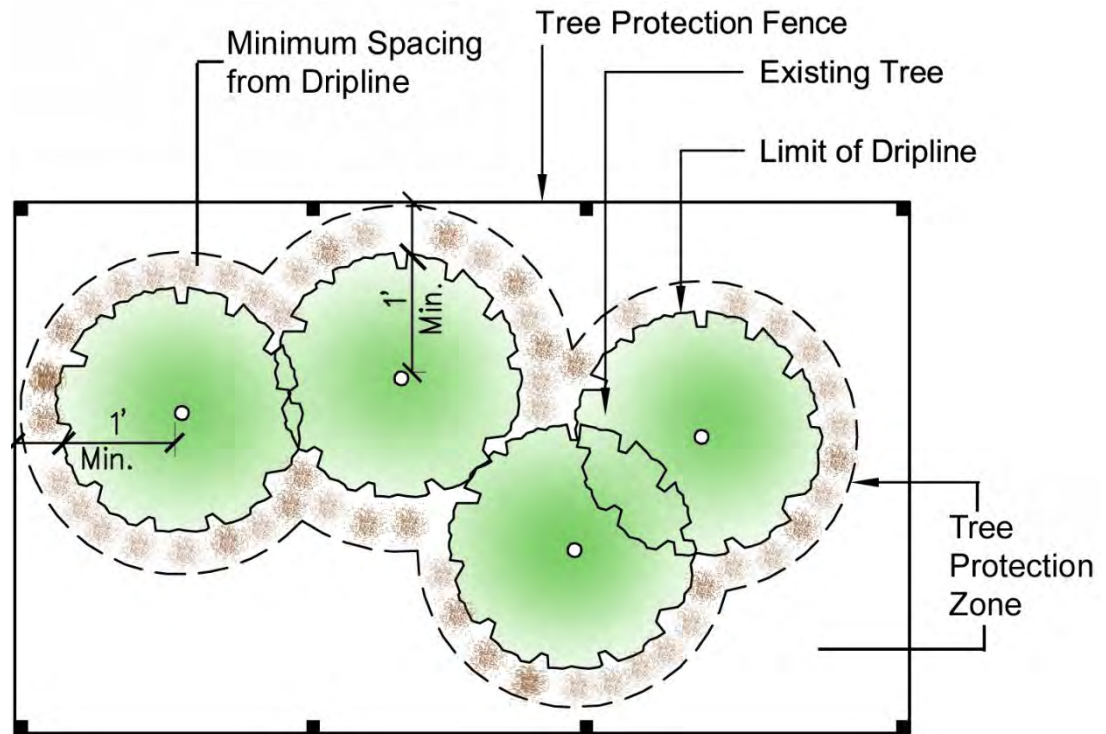 Tree Protection Fence
Minimum Spacing
from Dripline
Existing Tree
Limit of Dripline
1'
Min.
1'
Min.
Tree
Protection
Zone